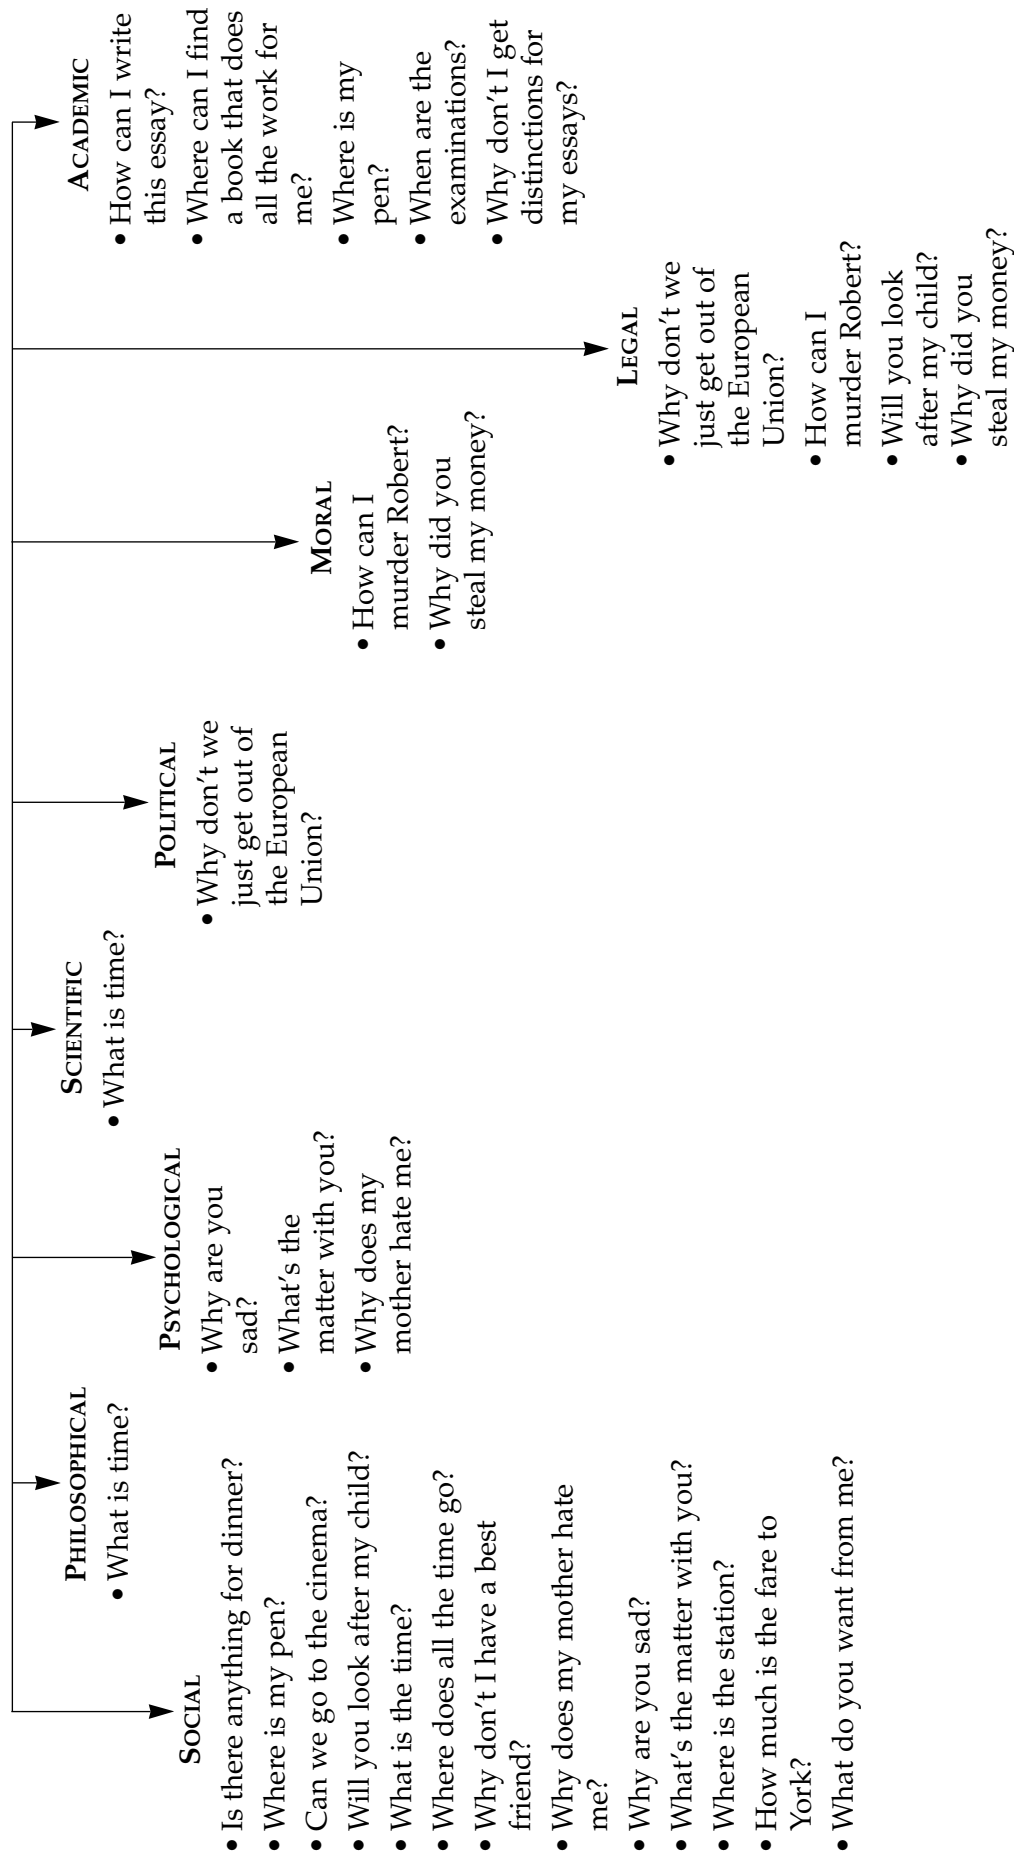 SOCIAL
• Is there anything for dinner?
• Where is my pen?
• Can we go to the cinema?
• Will you look after my child?
• What is the time?
• Where does all the time go?
• Why don't I have a best
friend?
• Why does my mother hate
me?
• Why are you sad?
• What's the matter with you?
• Where is the station?
• How much is the fare to
York?
• What do you want from me?
PHILOSOPHICAL
• What is time?
PSYCHOLOGICAL
• Why are you
sad?
• What's the
matter with you?
• Why does my
mother hate me?
SCIENTIFIC
• What is time?
POLITICAL
• Why don't we
just get out of
the European
Union?
MORAL
• How can I
murder Robert?
• Why did you
steal my money?
LEGAL
• Why don't we
just get out of
the European
Union?
• How can I
murder Robert?
• Will you look
after my child?
• Why did you
steal my money?
ACADEMIC
• How can I write
this essay?
• Where can I find
a book that does
all the work for
me?
• Where is my
pen?
• When are the
examinations?
• Why don't I get
distinctions for
my essays?